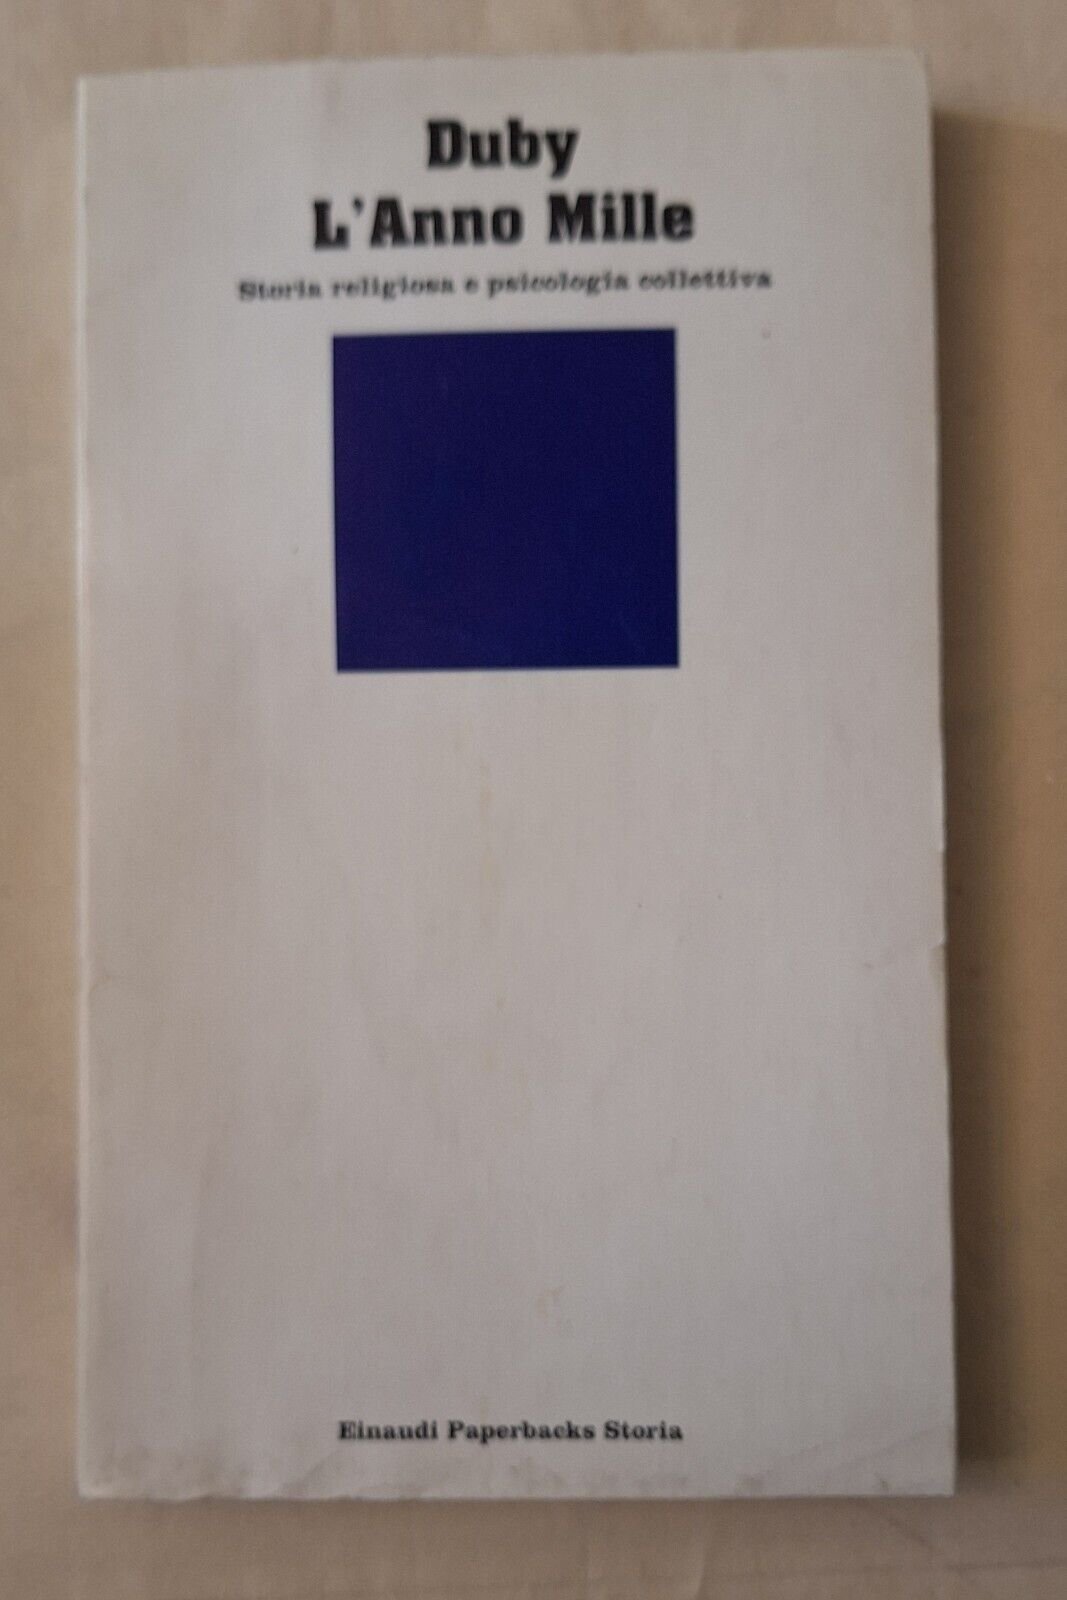 Duby
L'Anno Mille
Storia religiosa e psicologia collettiva
Einaudi Paperbacks Storia